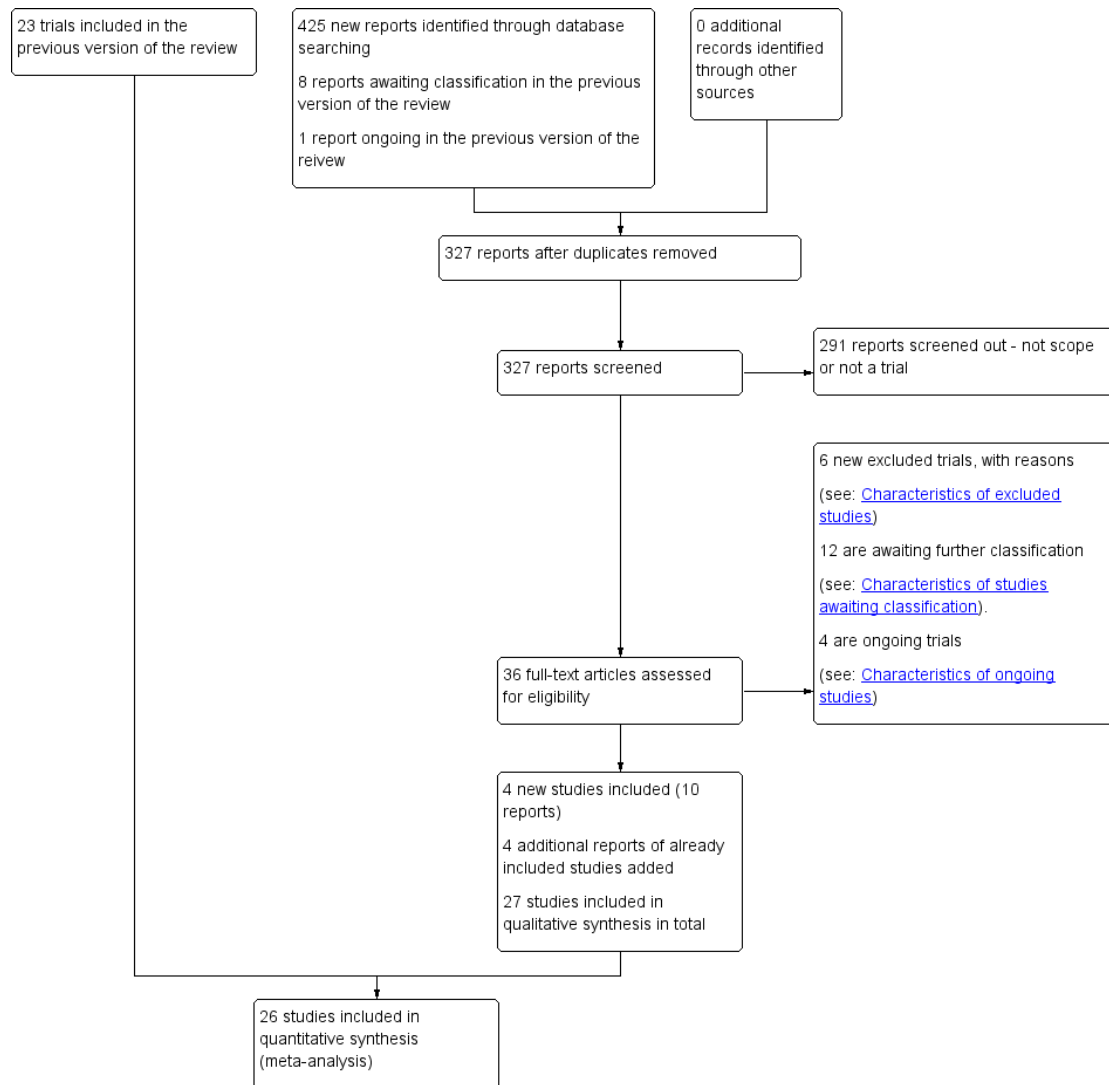 23 trials included in the
previous version of the review
425 new reports identified through database
searching
8 reports awaiting classification in the previous
version of the review
1 report ongoing in the previous version of the
reivew
0 additional
records identified
through other
sources
327 reports after duplicates removed
327 reports screened
291 reports screened out - not scope
or not a trial
6 new excluded trials, with reasons
(see: Characteristics of excluded
studies)
12 are awaiting further classification
(see: Characteristics of studies
awaiting classification).
4 are ongoing trials
(see: Characteristics of ongoing
studies)
36 full-text articles assessed
for eligibility
4 new studies included (10
reports)
4 additional reports of already
included studies added
27 studies included in
qualitative synthesis in total
26 studies included in
quantitative synthesis
(meta-analysis)